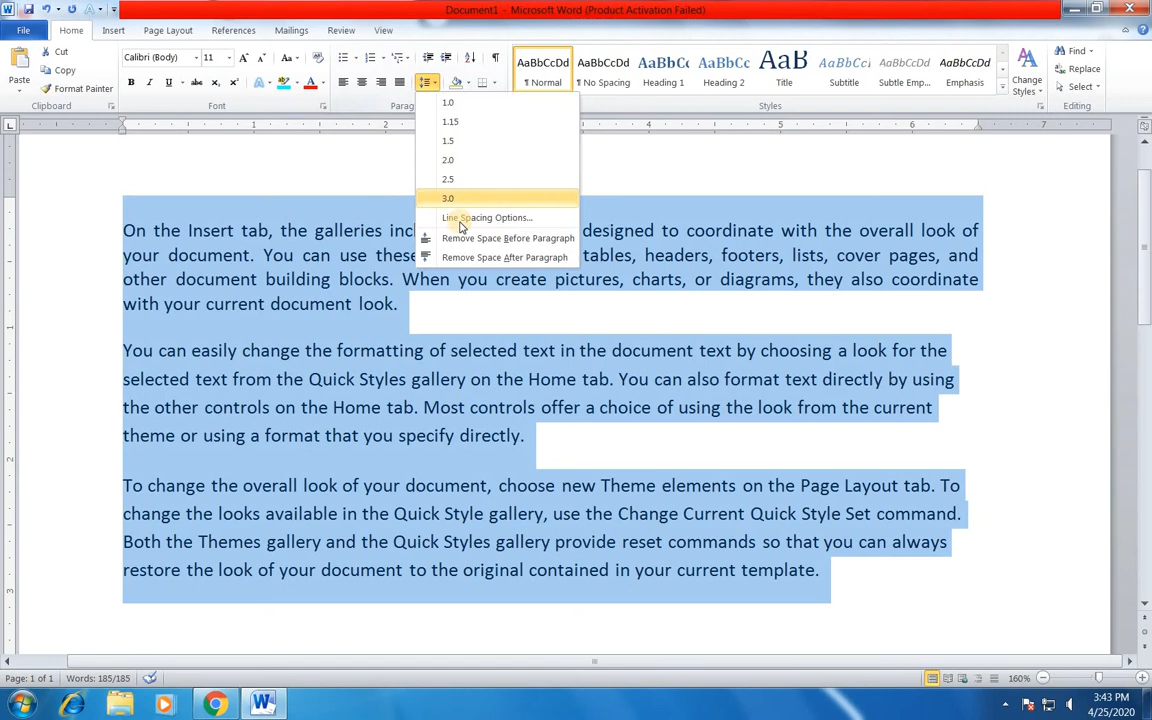 Document1 - Microsoft Word (Product Activation Failed)
File Home Insert Page Layout References Mailings Review View
Paste
Cut
Copy
Format Painter
Clipboard
Calibri (Body) 11
B I U
Font
Parag
AaBbCcDd AaBbCcDd AaBbC AaBbCc AaB AaBbCc. AaBbCcDd AaBbCcDd
¶ Normal ¶ No Spacing Heading 1 Heading 2 Title Subtitle Subtle Em... Emphasis
Styles
Change Styles
Find
Replace
Select
Editing
1.0
1.15
1.5
2.0
2.5
3.0
Line Spacing Options...
Remove Space Before Paragraph
Remove Space After Paragraph
1 2 4 5 6 7
On the Insert tab, the galleries incl designed to coordinate with the overall look of
your document. You can use these tables, headers, footers, lists, cover pages, and
other document building blocks. When you create pictures, charts, or diagrams, they also coordinate
with your current document look.
You can easily change the formatting of selected text in the document text by choosing a look for the
selected text from the Quick Styles gallery on the Home tab. You can also format text directly by using
the other controls on the Home tab. Most controls offer a choice of using the look from the current
theme or using a format that you specify directly.
To change the overall look of your document, choose new Theme elements on the Page Layout tab. To
change the looks available in the Quick Style gallery, use the Change Current Quick Style Set command.
Both the Themes gallery and the Quick Styles gallery provide reset commands so that you can always
restore the look of your document to the original contained in your current template.
1
2
3
Page: 1 of 1 Words: 185/185 160%
3:43 PM
4/25/2020